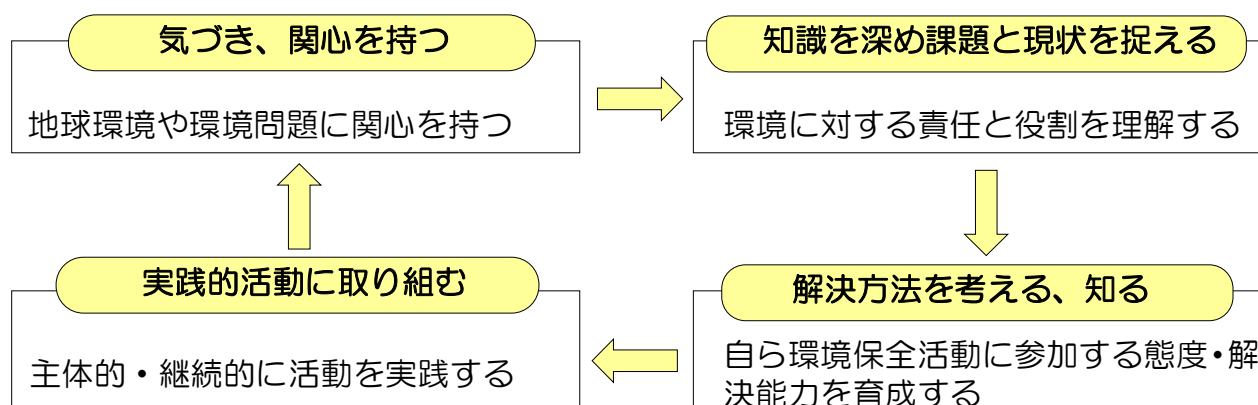 気づき、関心を持つ
地球環境や環境問題に関心を持つ
知識を深め課題と現状を捉える
環境に対する責任と役割を理解する
解決方法を考える、知る
自ら環境保全活動に参加する態度・解
決能力を育成する
実践的活動に取り組む
主体的・継続的に活動を実践する